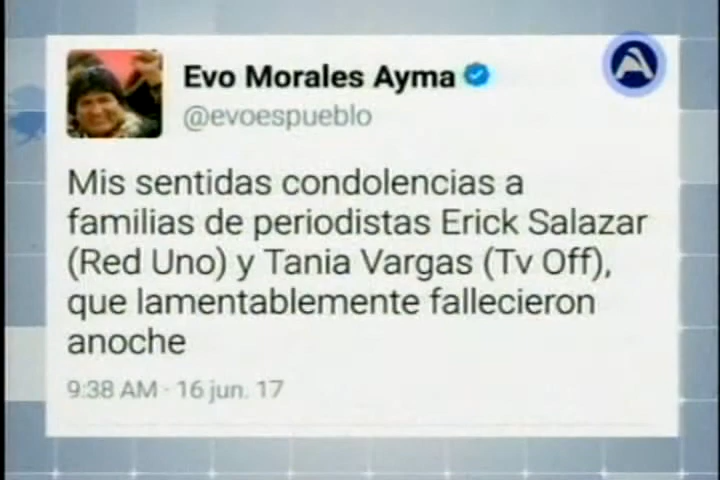 Evo Morales Ayma
@evoespueblo
Mis sentidas condolencias a
familias de periodistas Erick Salazar
(Red Uno) y Tania Vargas (Tv Off),
que lamentablemente fallecieron
anoche
9:38 AM · 16 jun. 17